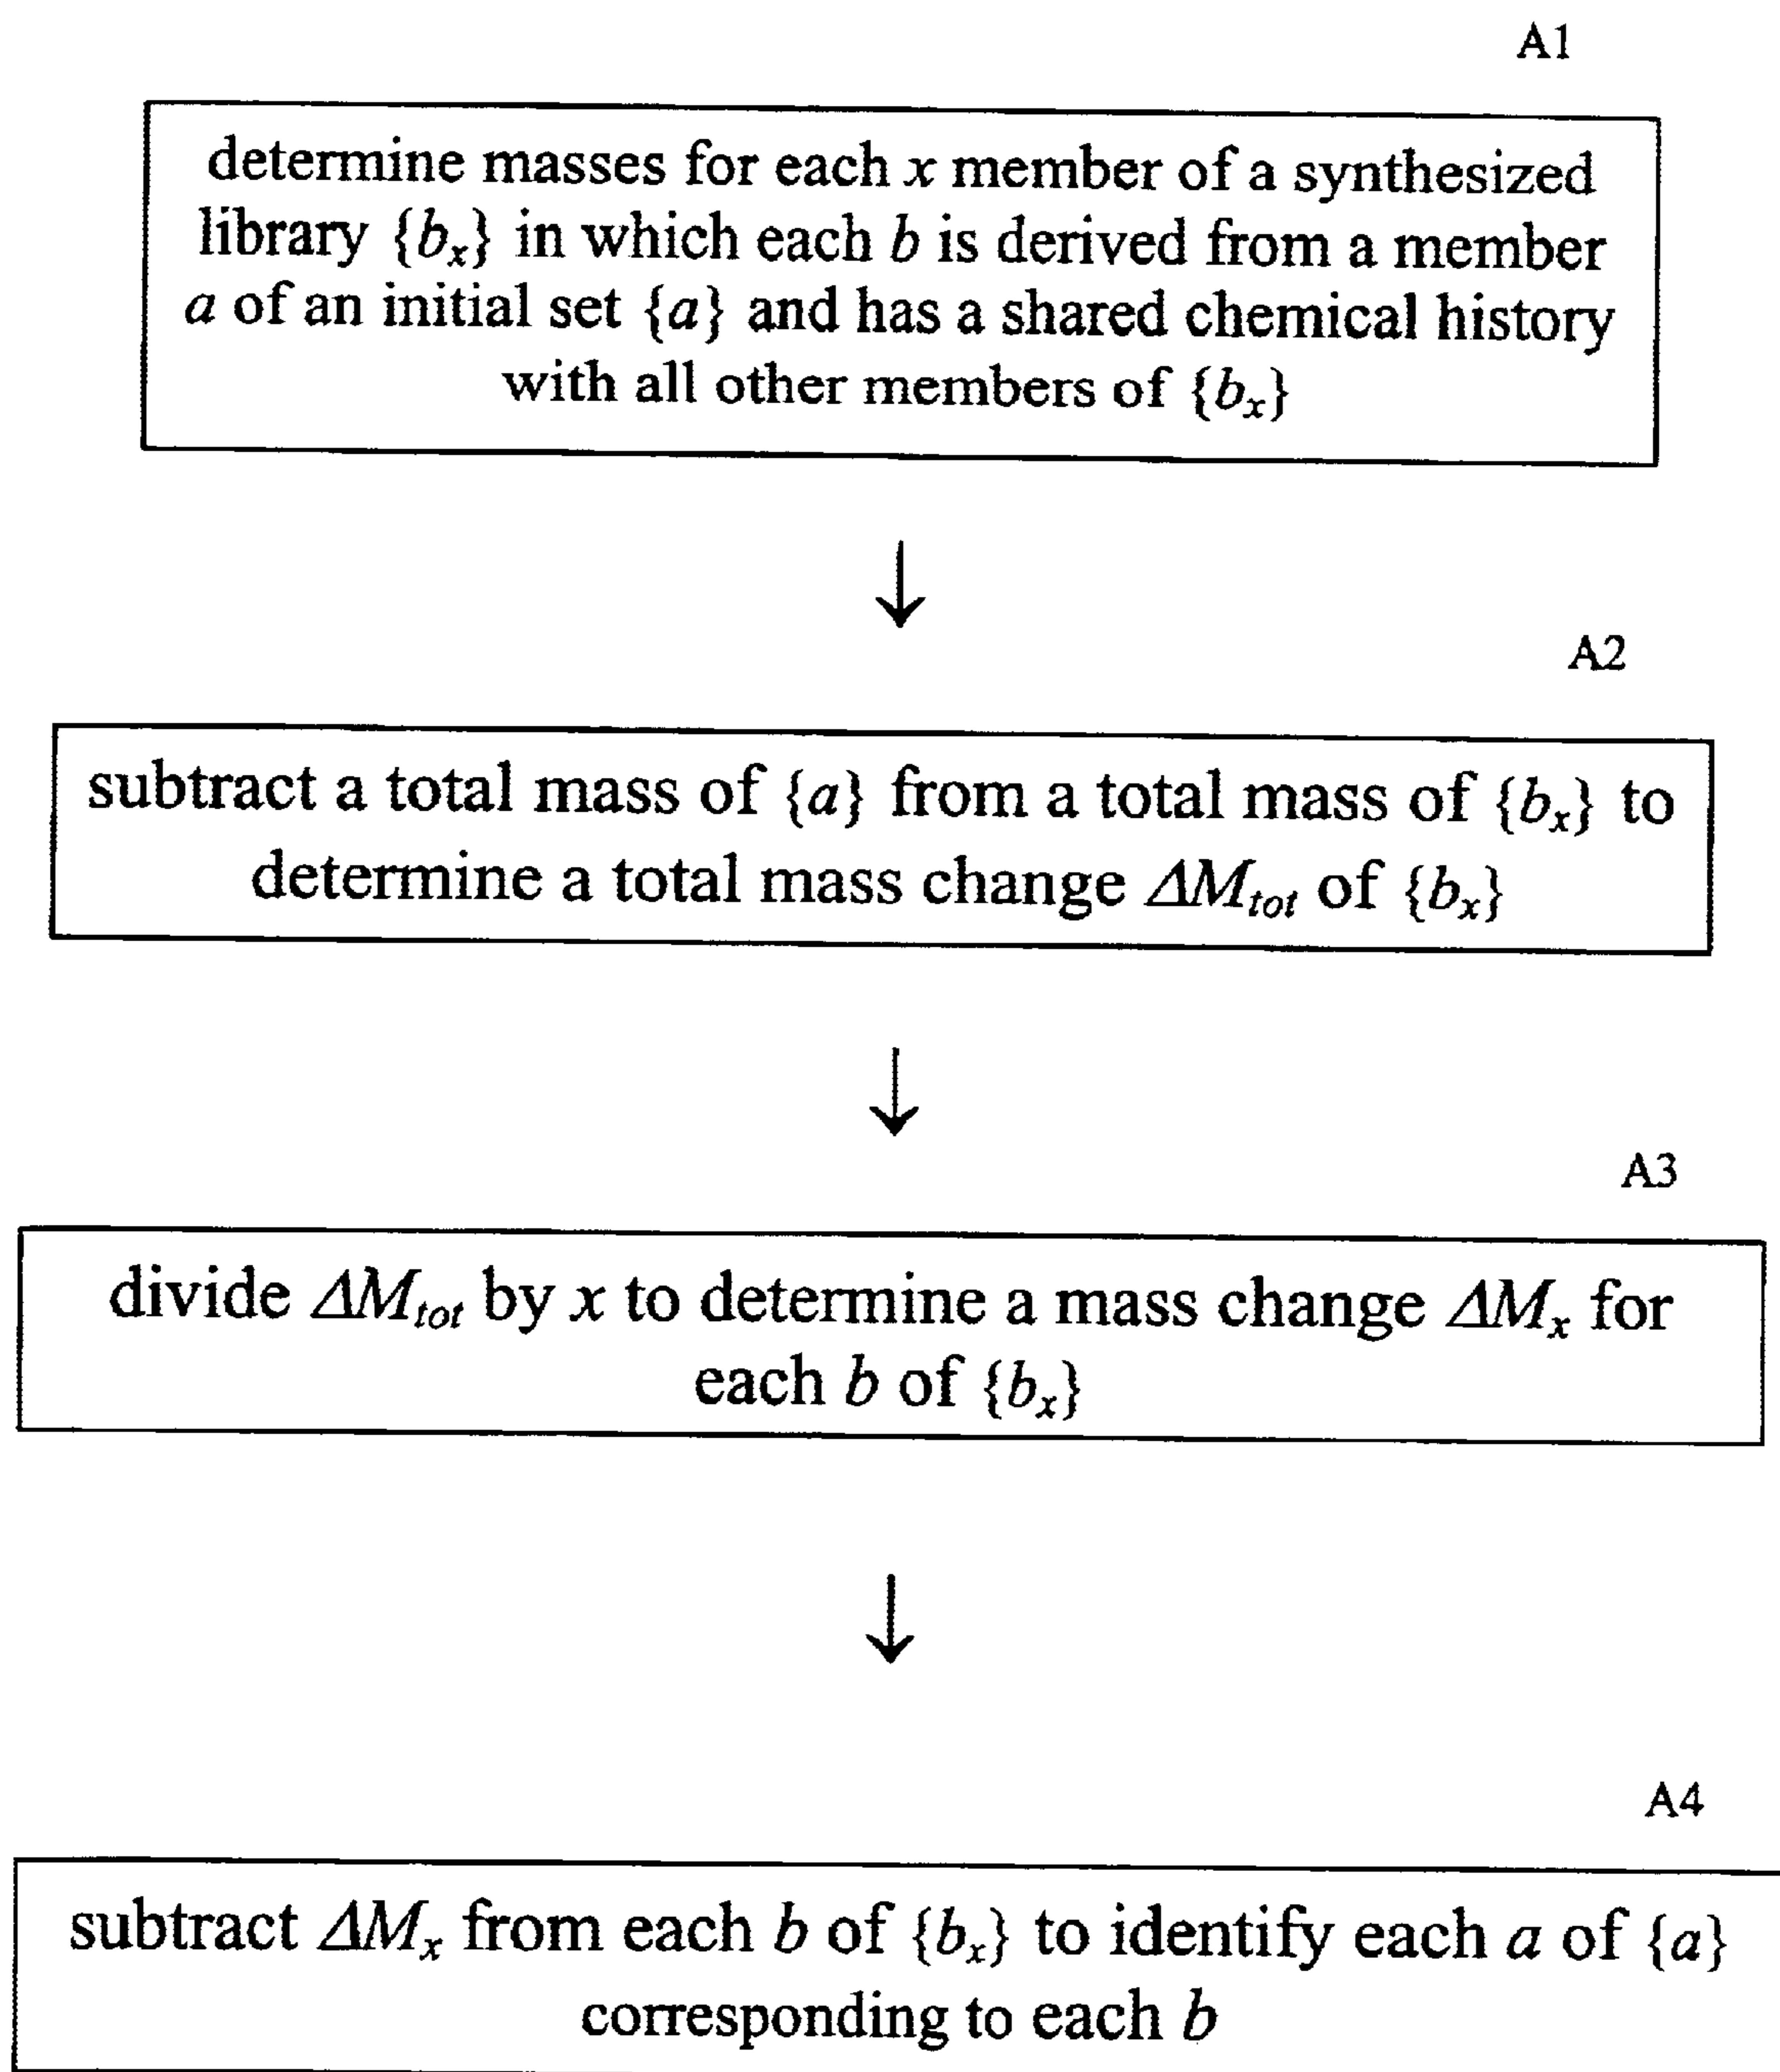 A1
determine masses for each x member of a synthesized
library {bₓ} in which each b is derived from a member
a of an initial set {a} and has a shared chemical history
with all other members of {bₓ}
A2
subtract a total mass of {a} from a total mass of {bₓ} to
determine a total mass change ΔMₜₒₜ of {bₓ}
A3
divide ΔMₜₒₜ by x to determine a mass change ΔMₓ for
each b of {bₓ}
A4
subtract ΔMₓ from each b of {bₓ} to identify each a of {a}
corresponding to each b